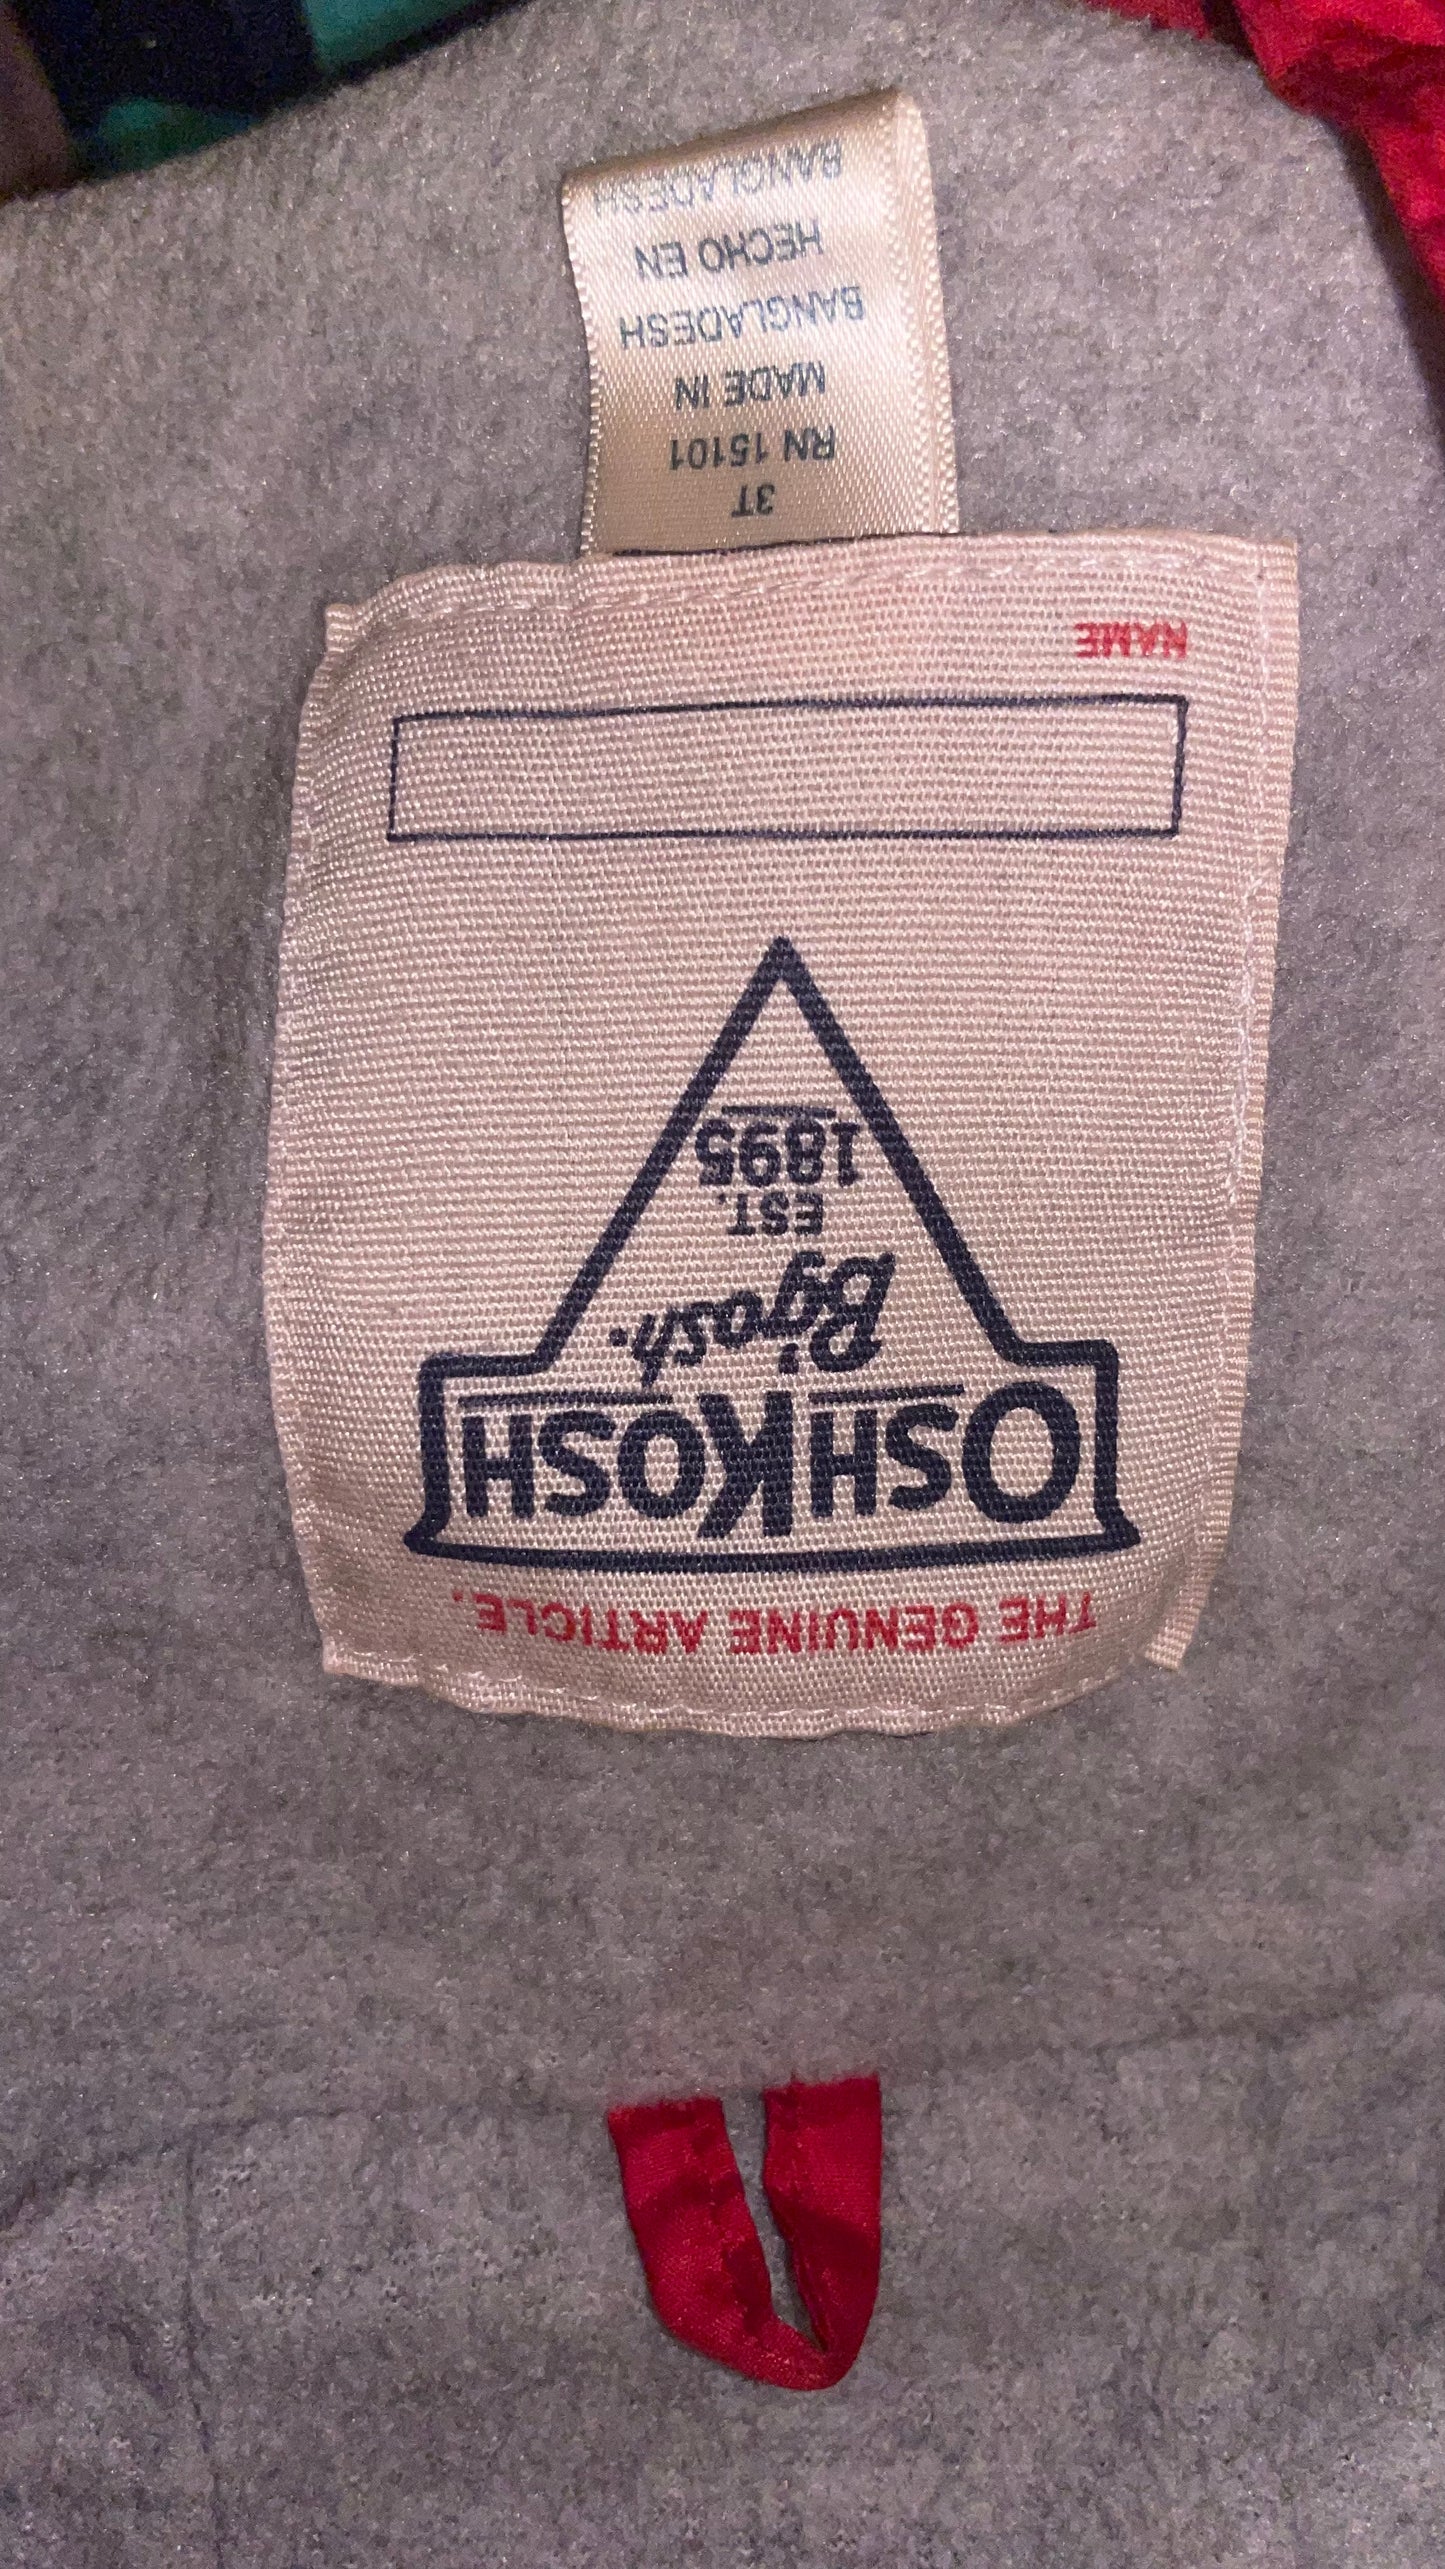 THE GENUINE ARTICLE.
OSHKOSH
B'gosh.
EST.
1895
NAME
3T
RN 15101
MADE IN
BANGLADESH
HECHO EN
BANGLADESH